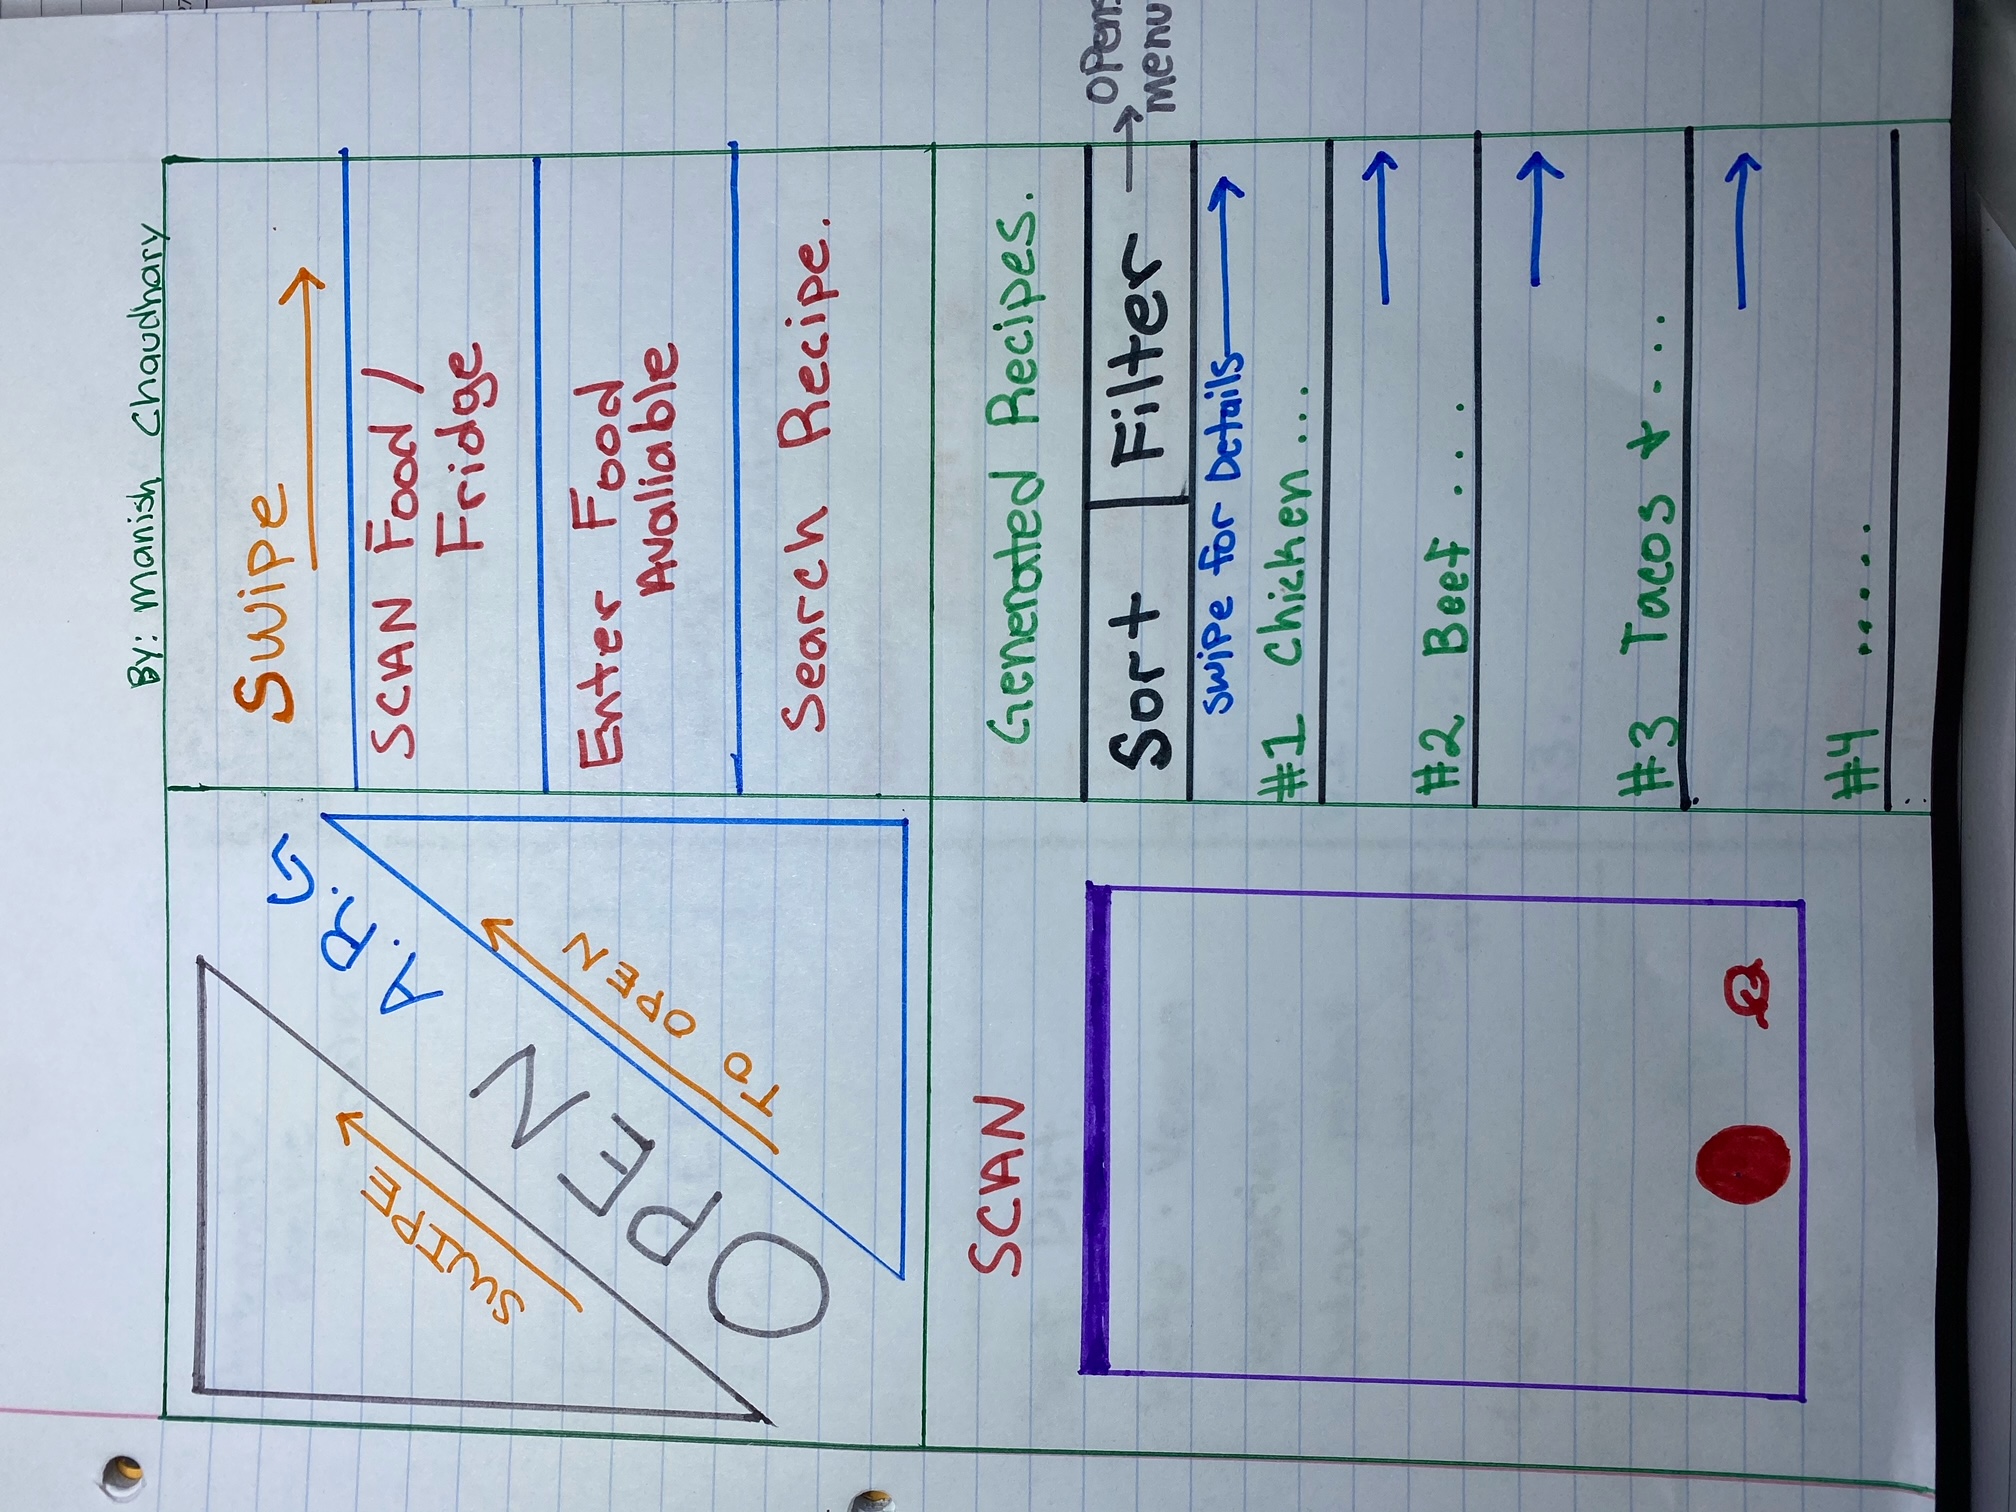 By: Manish Chaudhary
SWIPE
OPEN A.R.G
TO OPEN
Swipe
SCAN Food /
Fridge
Enter Food
Avaliable
Search Recipe.
SCAN
Generated Recipes.
Sort | Filter
opens
menu
swipe for Details
#1 Chicken ...
#2 Beef ....
#3 Tacos & ...
#4 .....